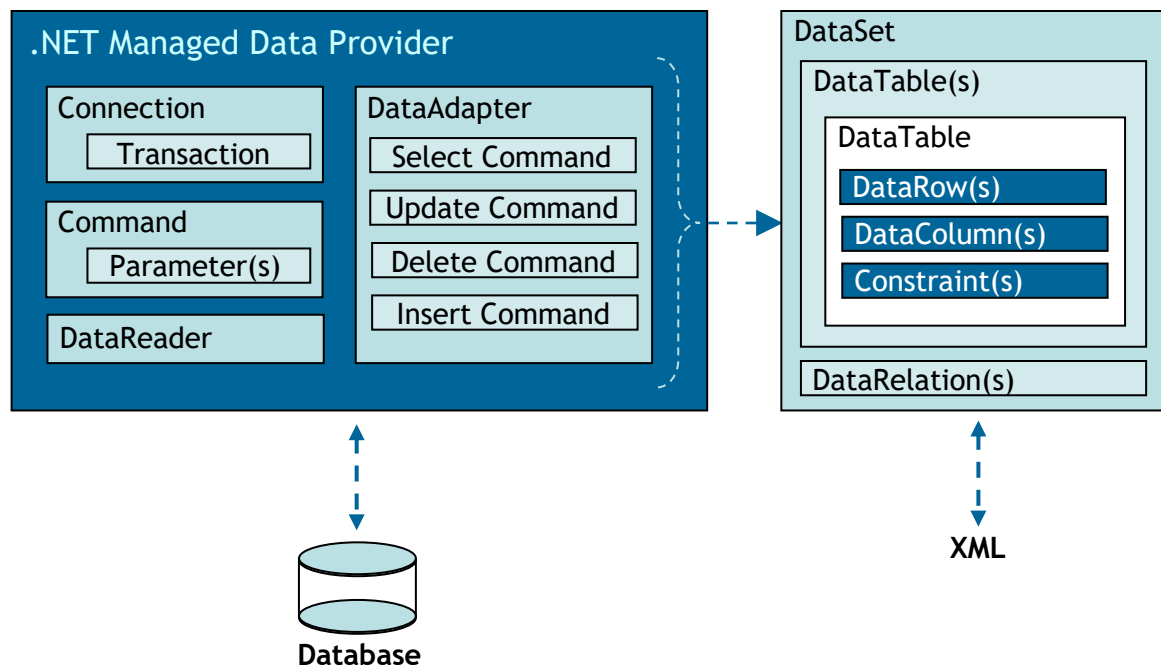 .NET Managed Data Provider
Connection
Transaction
Command
Parameter(s)
DataReader
DataAdapter
Select Command
Update Command
Delete Command
Insert Command
DataSet
DataTable(s)
DataTable
DataRow(s)
DataColumn(s)
Constraint(s)
DataRelation(s)
Database
XML